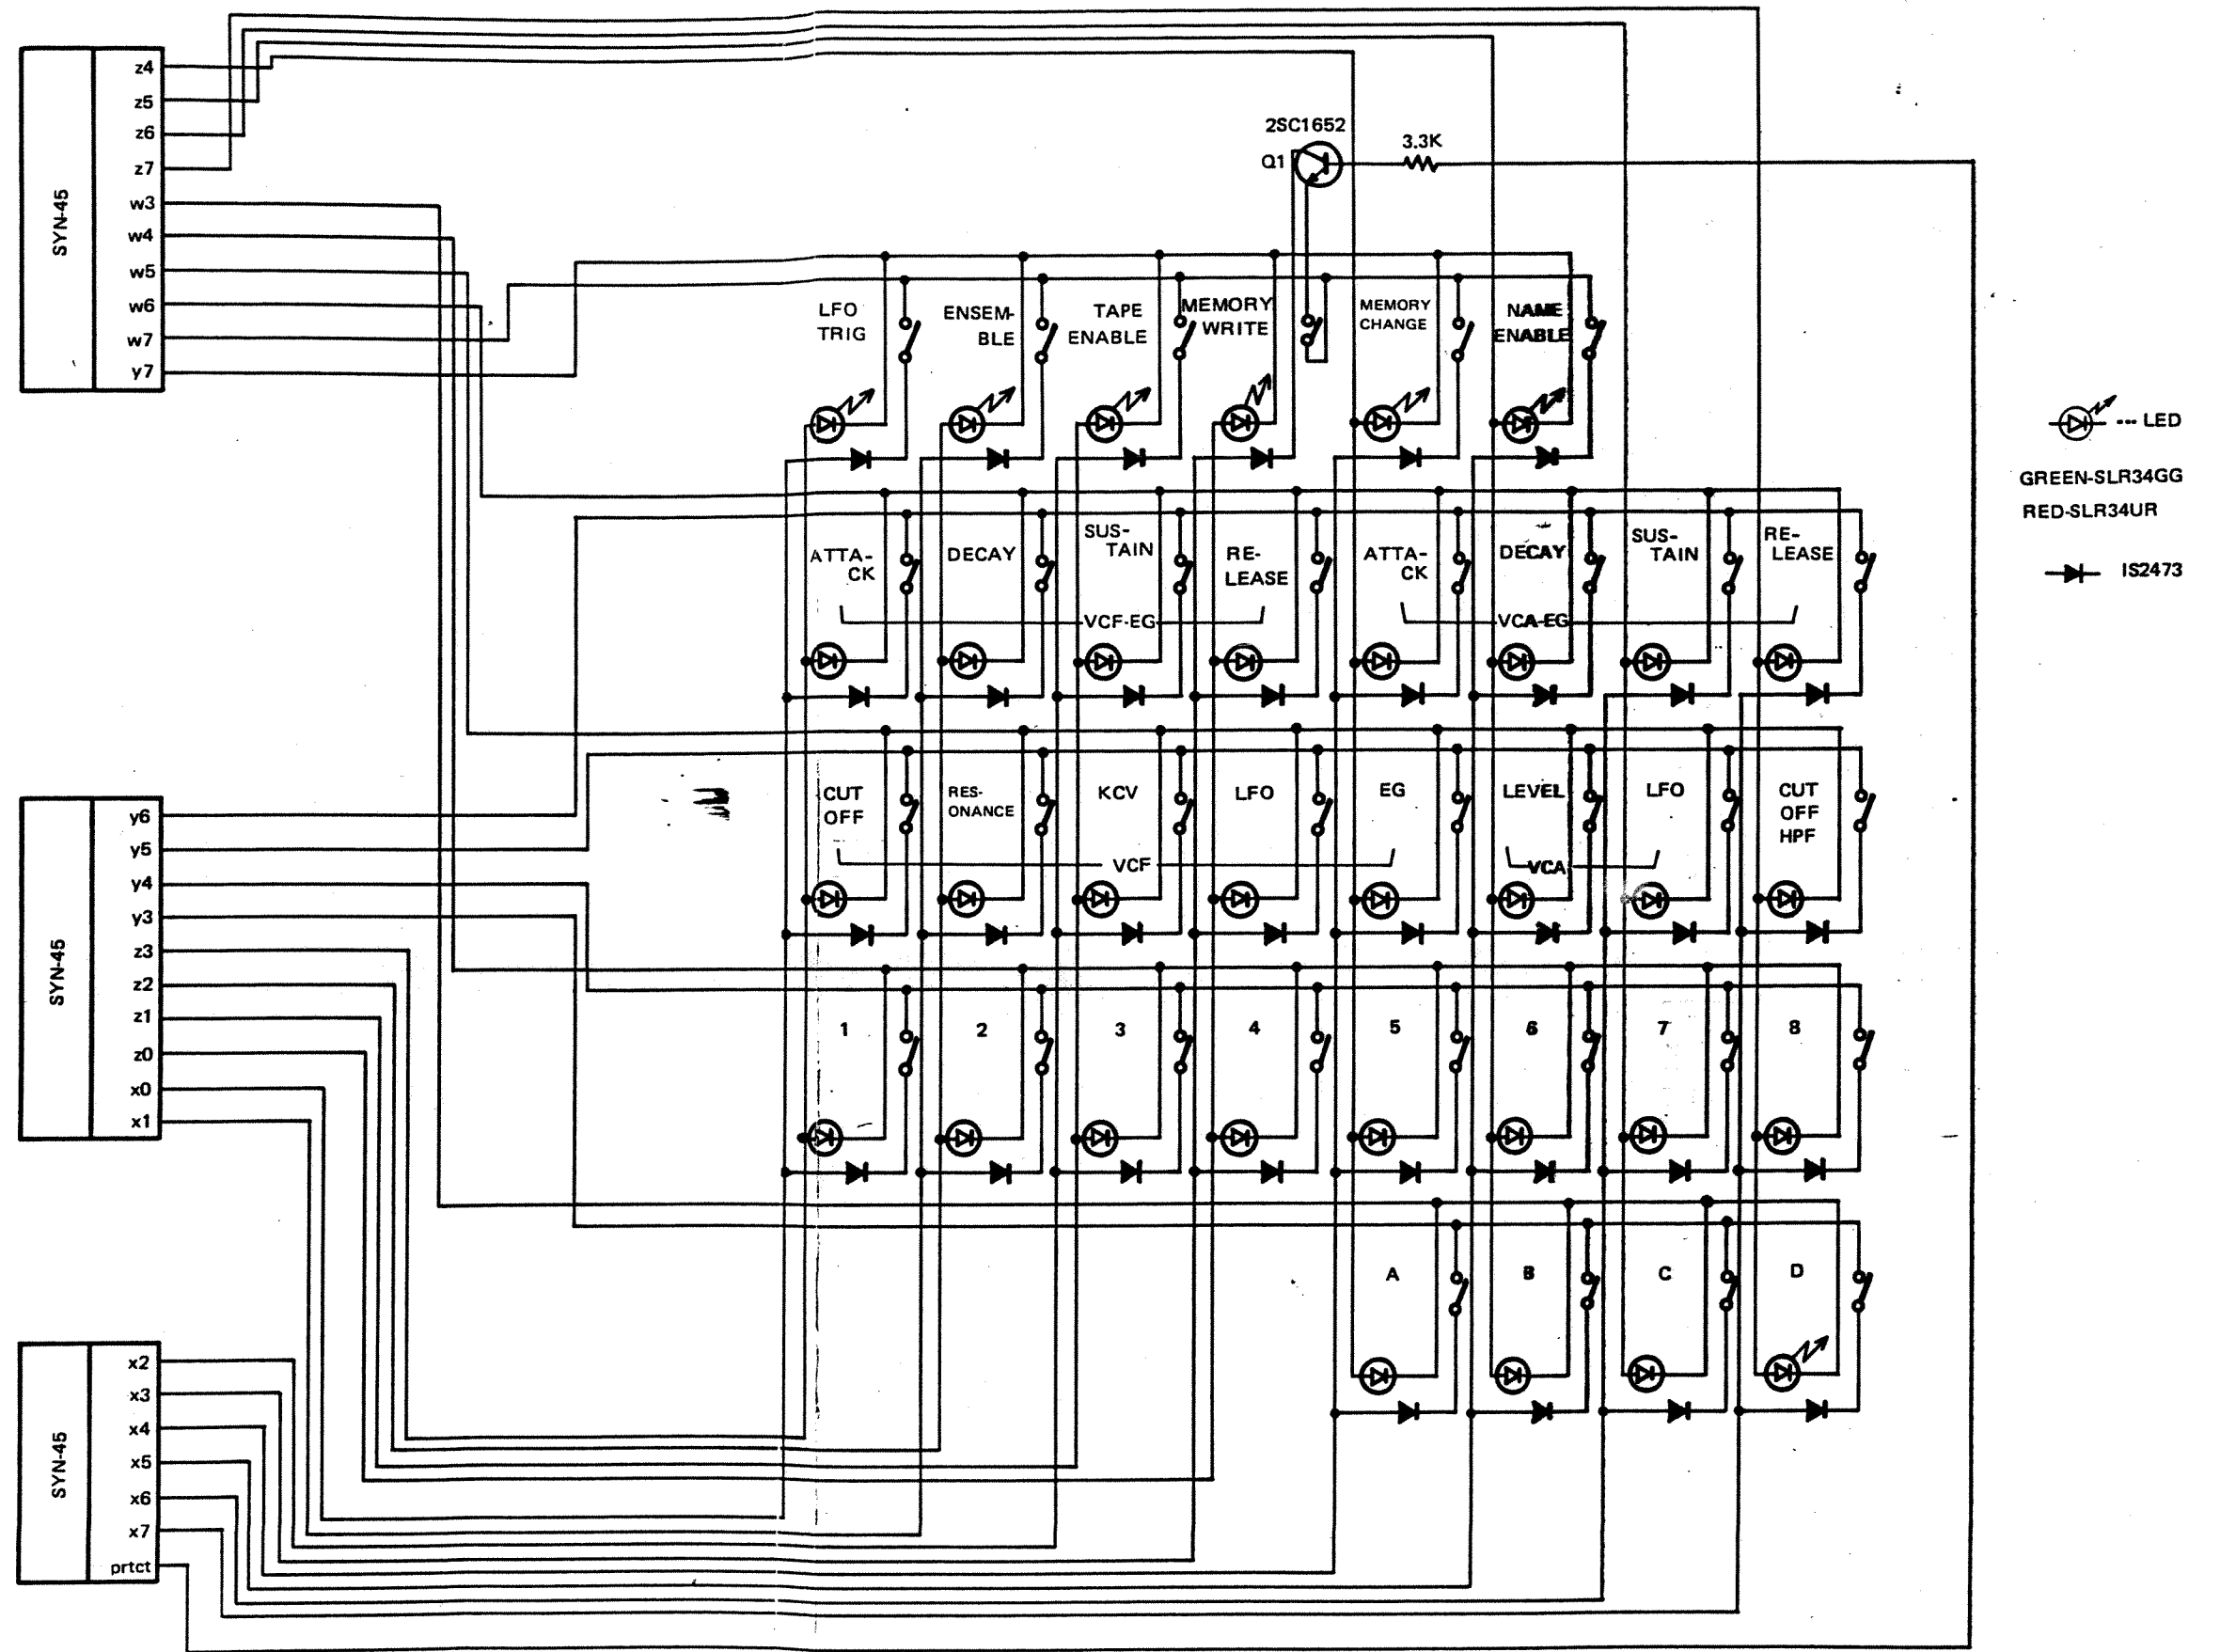 SYN-45
z4
z5
z6
z7
w3
w4
w5
w6
w7
y7
2SC1652
Q1
3.3K
LFO
TRIG
ENSEM-
BLE
TAPE
ENABLE
MEMORY
WRITE
MEMORY
CHANGE
NAME
ENABLE
--- LED
GREEN-SLR34GG
RED-SLR34UR
IS2473
ATTA-
CK
DECAY
SUS-
TAIN
RE-
LEASE
VCF-EG
ATTA-
CK
DECAY
SUS-
TAIN
RE-
LEASE
VCA-EG
SYN-45
y6
y5
y4
y3
z3
z2
z1
z0
x0
x1
CUT
OFF
RES-
ONANCE
KCV
LFO
EG
VCF
LEVEL
LFO
VCA
CUT
OFF
HPF
1
2
3
4
5
6
7
8
A
B
C
D
SYN-45
x2
x3
x4
x5
x6
x7
prtct